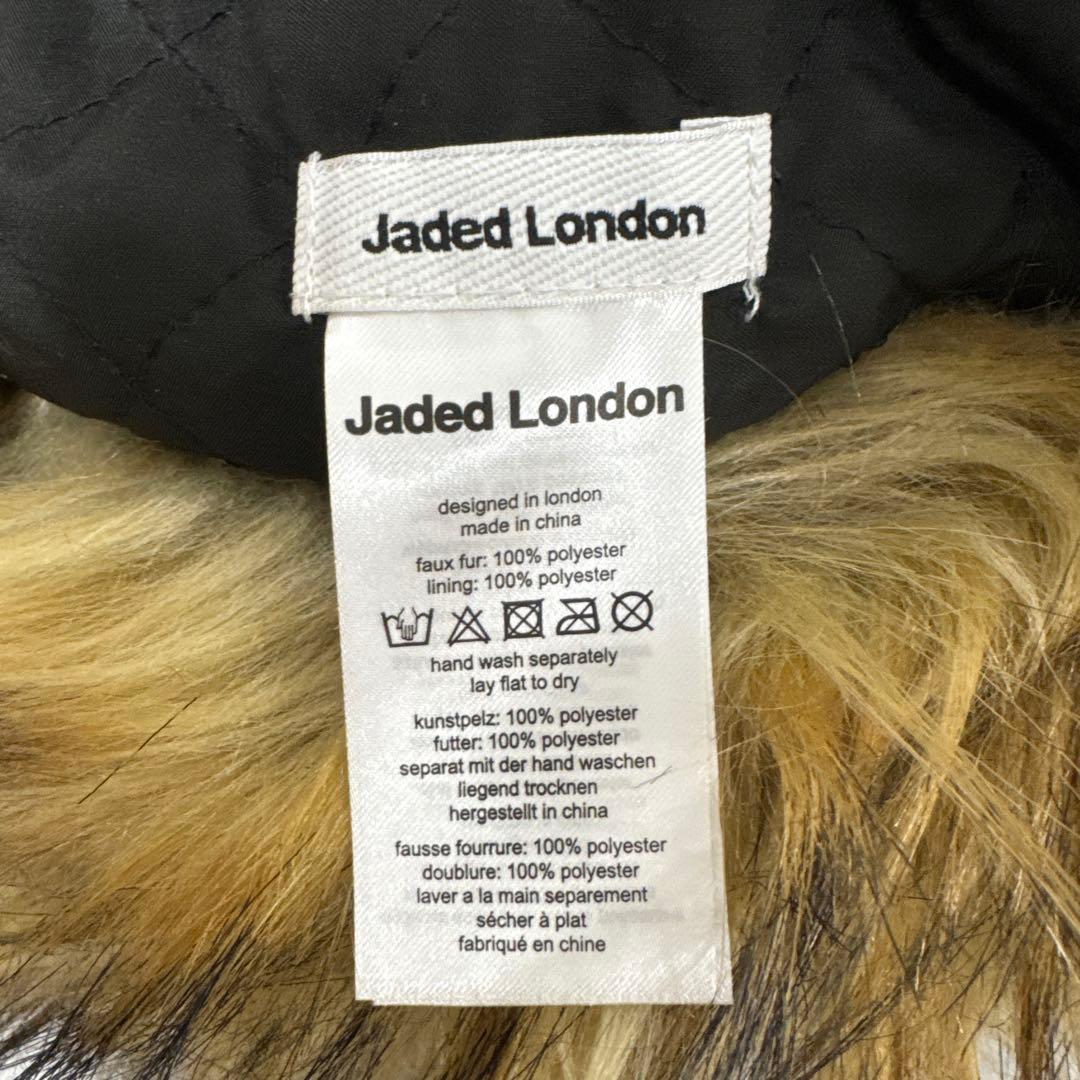 Jaded London
Jaded London
designed in london
made in china
faux fur: 100% polyester
lining: 100% polyester
hand wash separately
lay flat to dry
kunstpelz: 100% polyester
futter: 100% polyester
separat mit der hand waschen
liegend trocknen
hergestellt in china
fausse fourrure: 100% polyester
doublure: 100% polyester
laver a la main separement
sécher à plat
fabriqué en chine